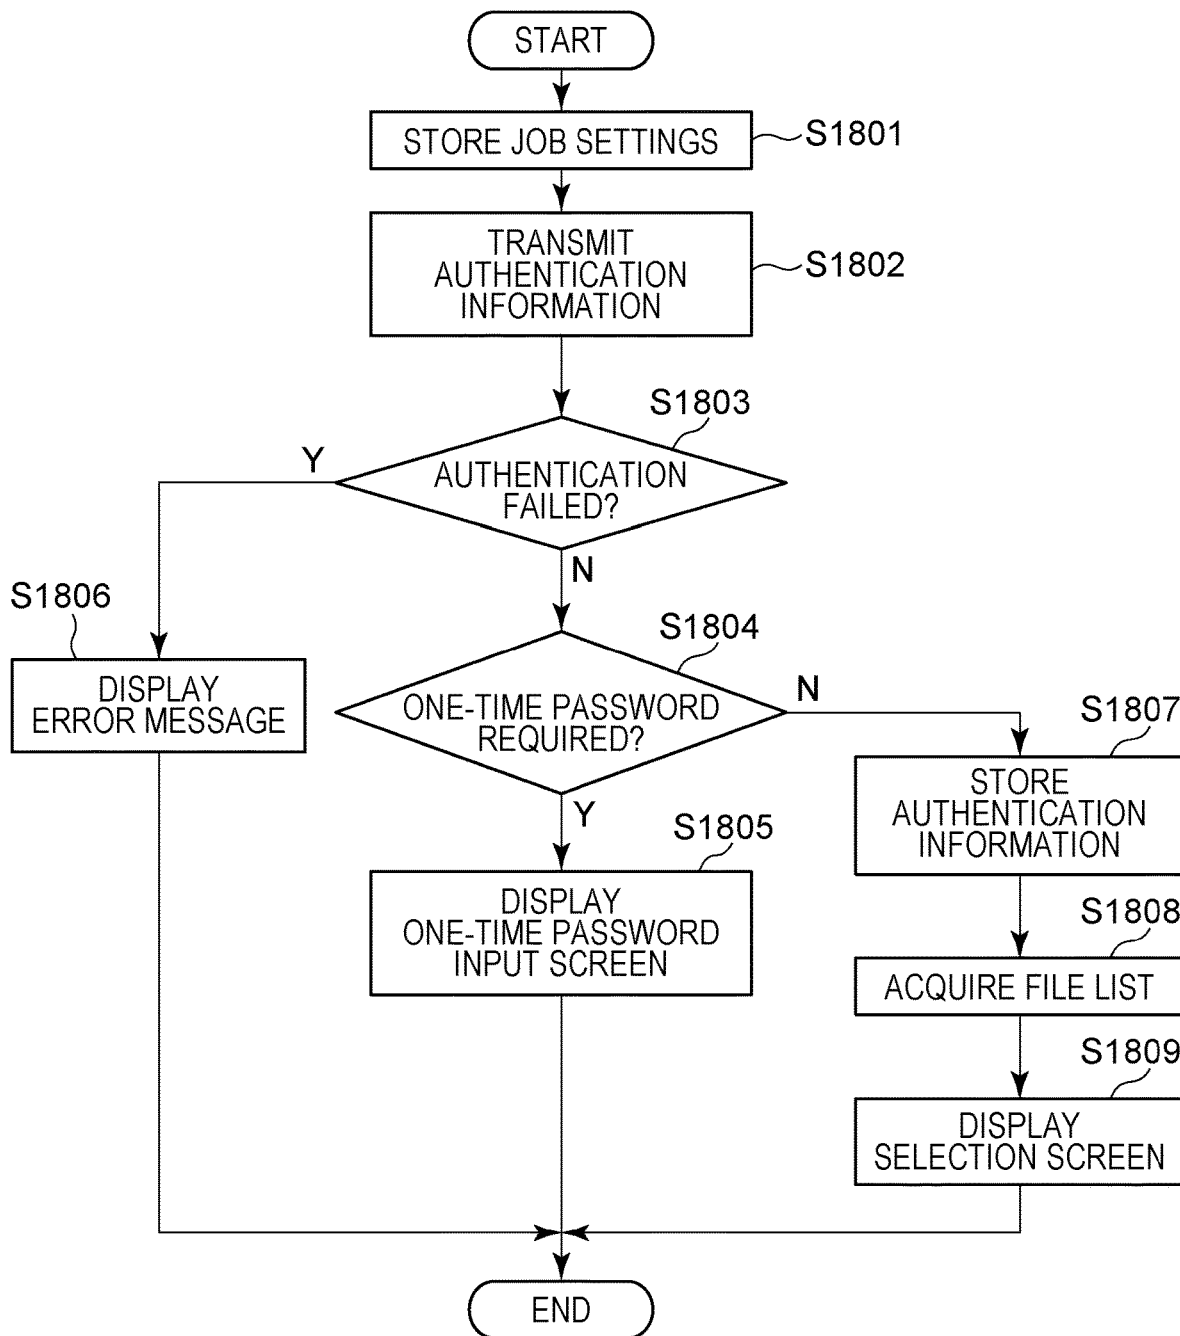 START
STORE JOB SETTINGS
S1801
TRANSMIT
AUTHENTICATION
INFORMATION
S1802
S1803
AUTHENTICATION
FAILED?
Y
N
S1806
DISPLAY
ERROR MESSAGE
S1804
ONE-TIME PASSWORD
REQUIRED?
N
Y
S1805
DISPLAY
ONE-TIME PASSWORD
INPUT SCREEN
S1807
STORE
AUTHENTICATION
INFORMATION
S1808
ACQUIRE FILE LIST
S1809
DISPLAY
SELECTION SCREEN
END